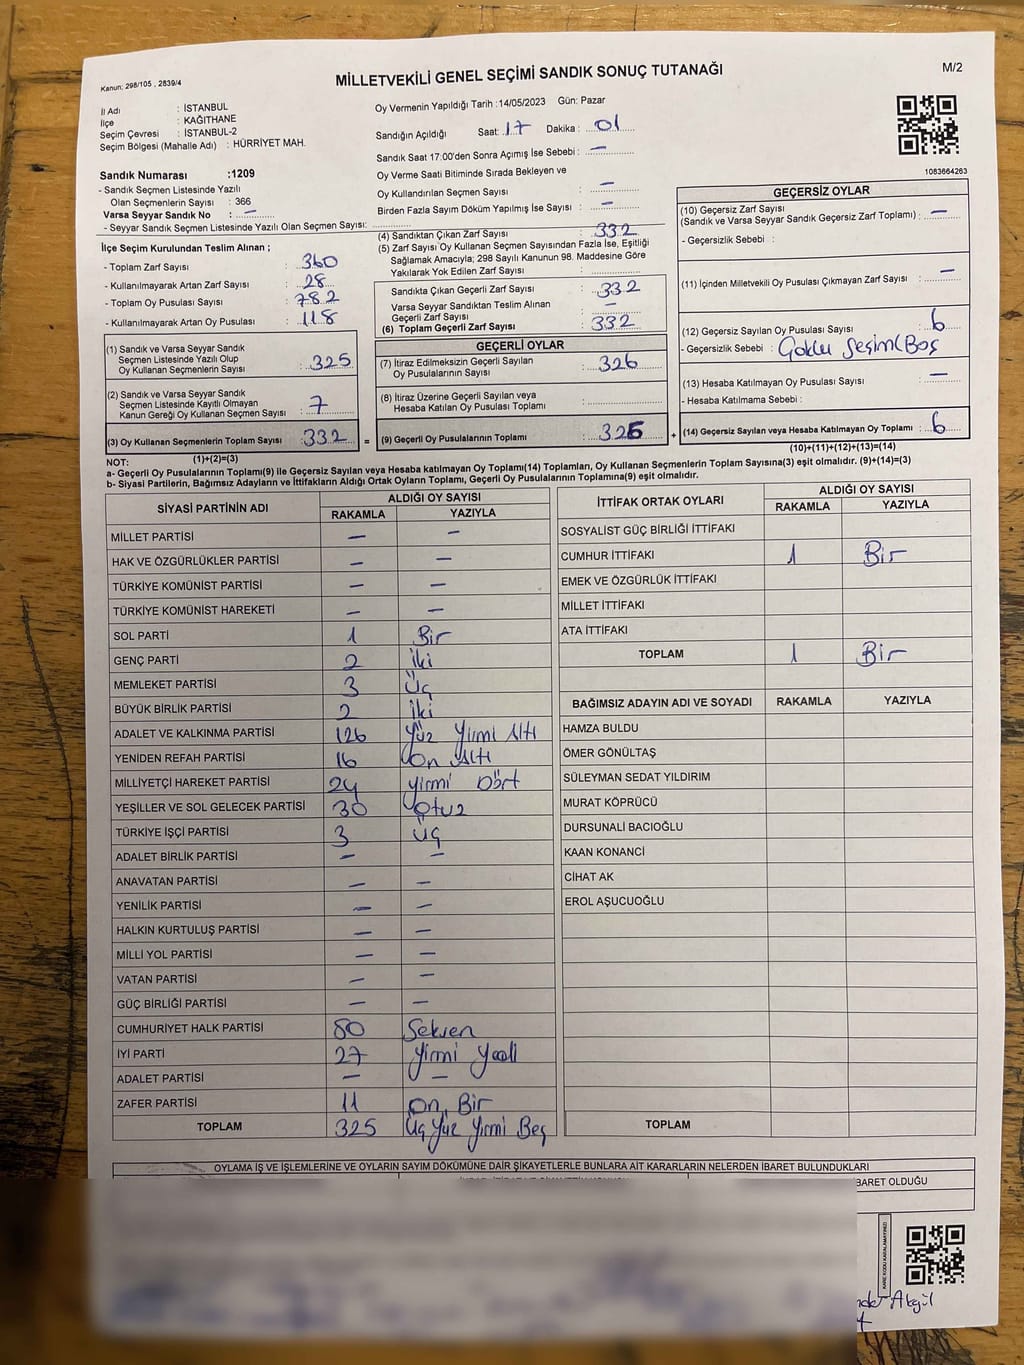 Kanun; 298/105 , 2839/4
MİLLETVEKİLİ GENEL SEÇİMİ SANDIK SONUÇ TUTANAĞI
M/2
İl Adı : İSTANBUL
İlçe : KAĞITHANE
Seçim Çevresi : İSTANBUL-2
Seçim Bölgesi (Mahalle Adı) : HÜRRİYET MAH.
Sandık Numarası :1209
- Sandık Seçmen Listesinde Yazılı
Olan Seçmenlerin Sayısı : 366
Varsa Seyyar Sandık No : —
- Seyyar Sandık Seçmen Listesinde Yazılı Olan Seçmen Sayısı:
Oy Vermenin Yapıldığı Tarih :14/05/2023 Gün: Pazar
Sandığın Açıldığı Saat: 17 Dakika : 01
Sandık Saat 17:00'den Sonra Açımış İse Sebebi : —
Oy Verme Saati Bitiminde Sırada Bekleyen ve
Oy Kullandırılan Seçmen Sayısı : —
Birden Fazla Sayım Döküm Yapılmış İse Sayısı : —
1083664263
İlçe Seçim Kurulundan Teslim Alınan ;
- Toplam Zarf Sayısı : 360
- Kullanılmayarak Artan Zarf Sayısı : 28
- Toplam Oy Pusulası Sayısı : 782
- Kullanılmayarak Artan Oy Pusulası : 118
(4) Sandıktan Çıkan Zarf Sayısı : 332
(5) Zarf Sayısı Oy Kullanan Seçmen Sayısından Fazla İse, Eşitliği
Sağlamak Amacıyla; 298 Sayılı Kanunun 98. Maddesine Göre
Yakılarak Yok Edilen Zarf Sayısı :
Sandıkta Çıkan Geçerli Zarf Sayısı : 332
Varsa Seyyar Sandıktan Teslim Alınan
Geçerli Zarf Sayısı : —
(6) Toplam Geçerli Zarf Sayısı : 332
GEÇERSİZ OYLAR
(10) Geçersiz Zarf Sayısı
(Sandık ve Varsa Seyyar Sandık Geçersiz Zarf Toplamı) : —
- Geçersizlik Sebebi :
(11) İçinden Milletvekili Oy Pusulası Çıkmayan Zarf Sayısı : —
(12) Geçersiz Sayılan Oy Pusulası Sayısı : 6
- Geçersizlik Sebebi : Çoklu Seçim(Boş
(13) Hesaba Katılmayan Oy Pusulası Sayısı : —
- Hesaba Katılmama Sebebi :
(14) Geçersiz Sayılan veya Hesaba Katılmayan Oy Toplamı : 6
(10)+(11)+(12)+(13)=(14)
(1) Sandık ve Varsa Seyyar Sandık
Seçmen Listesinde Yazılı Olup
Oy Kullanan Seçmenlerin Sayısı : 325
(2) Sandık ve Varsa Seyyar Sandık
Seçmen Listesinde Kayıtlı Olmayan
Kanun Gereği Oy Kullanan Seçmen Sayısı : 7
(3) Oy Kullanan Seçmenlerin Toplam Sayısı : 332 =
(1)+(2)=(3)
GEÇERLİ OYLAR
(7) İtiraz Edilmeksizin Geçerli Sayılan
Oy Pusulalarının Sayısı : 326
(8) İtiraz Üzerine Geçerli Sayılan veya
Hesaba Katılan Oy Pusulası Toplamı :
(9) Geçerli Oy Pusulalarının Toplamı : 326 +
NOT:
a- Geçerli Oy Pusulalarının Toplamı(9) ile Geçersiz Sayılan veya Hesaba katılmayan Oy Toplamı(14) Toplamları, Oy Kullanan Seçmenlerin Toplam Sayısına(3) eşit olmalıdır. (9)+(14)=(3)
b- Siyasi Partilerin, Bağımsız Adayların ve İttifakların Aldığı Ortak Oyların Toplamı, Geçerli Oy Pusulalarının Toplamına(9) eşit olmalıdır.
SİYASİ PARTİNİN ADI ALDIĞI OY SAYISI
RAKAMLA YAZIYLA
MİLLET PARTİSİ — —
HAK VE ÖZGÜRLÜKLER PARTİSİ — —
TÜRKİYE KOMÜNİST PARTİSİ — —
TÜRKİYE KOMÜNİST HAREKETİ — —
SOL PARTİ 1 Bir
GENÇ PARTİ 2 İki
MEMLEKET PARTİSİ 3 Üç
BÜYÜK BİRLİK PARTİSİ 2 İki
ADALET VE KALKINMA PARTİSİ 126 Yüz Yirmi Altı
YENİDEN REFAH PARTİSİ 16 On Altı
MİLLİYETÇİ HAREKET PARTİSİ 24 Yirmi Dört
YEŞİLLER VE SOL GELECEK PARTİSİ 30 Otuz
TÜRKİYE İŞÇİ PARTİSİ 3 Üç
ADALET BİRLİK PARTİSİ — —
ANAVATAN PARTİSİ — —
YENİLİK PARTİSİ — —
HALKIN KURTULUŞ PARTİSİ — —
MİLLİ YOL PARTİSİ — —
VATAN PARTİSİ — —
GÜÇ BİRLİĞİ PARTİSİ — —
CUMHURİYET HALK PARTİSİ 80 Seksen
İYİ PARTİ 27 Yirmi Yedi
ADALET PARTİSİ — —
ZAFER PARTİSİ 11 On Bir
TOPLAM 325 Üç Yüz Yirmi Beş
İTTİFAK ORTAK OYLARI ALDIĞI OY SAYISI
RAKAMLA YAZIYLA
SOSYALİST GÜÇ BİRLİĞİ İTTİFAKI
CUMHUR İTTİFAKI 1 Bir
EMEK VE ÖZGÜRLÜK İTTİFAKI
MİLLET İTTİFAKI
ATA İTTİFAKI
TOPLAM 1 Bir
BAĞIMSIZ ADAYIN ADI VE SOYADI RAKAMLA YAZIYLA
HAMZA BULDU
ÖMER GÖNÜLTAŞ
SÜLEYMAN SEDAT YILDIRIM
MURAT KÖPRÜCÜ
DURSUNALİ BACIOĞLU
KAAN KONANCİ
CİHAT AK
EROL AŞUCUOĞLU
TOPLAM
OYLAMA İŞ VE İŞLEMLERİNE VE OYLARIN SAYIM DÖKÜMÜNE DAİR ŞİKAYETLERLE BUNLARA AİT KARARLARIN NELERDEN İBARET BULUNDUKLARI
BARET OLDUĞU
KARE KODU KARALAMAYINIZ!
Akgül